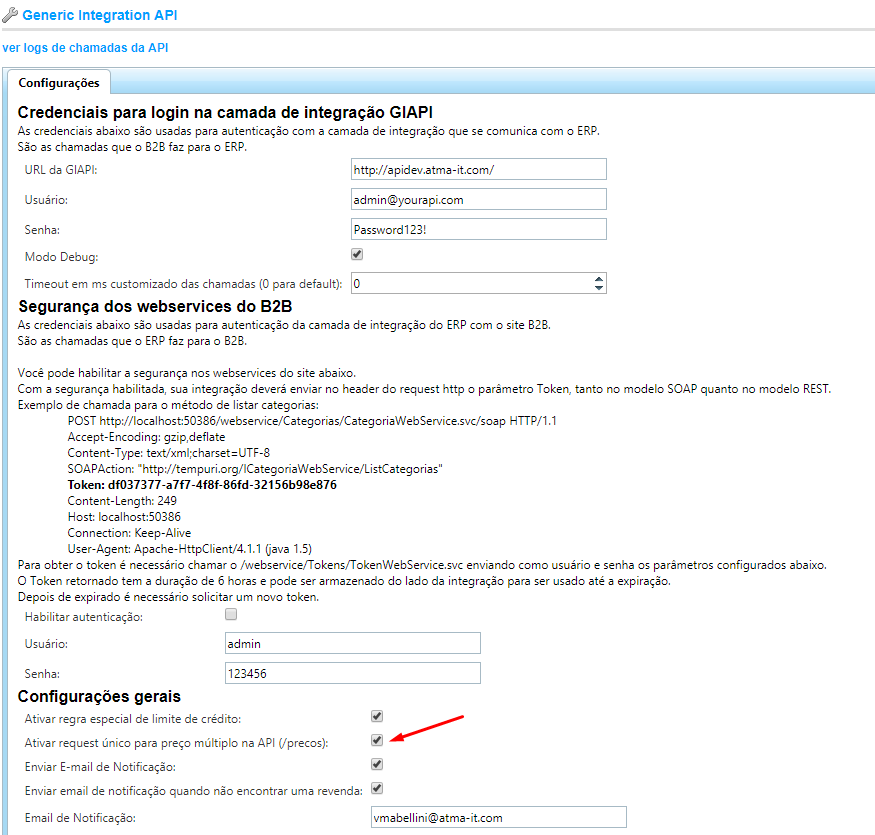 Generic Integration API
ver logs de chamadas da API
Configurações
Credenciais para login na camada de integração GIAPI
As credenciais abaixo são usadas para autenticação com a camada de integração que se comunica com o ERP.
São as chamadas que o B2B faz para o ERP.
URL da GIAPI: http://apidev.atma-it.com/
Usuário: admin@yourapi.com
Senha: Password123!
Modo Debug:
Timeout em ms customizado das chamadas (0 para default): 0
Segurança dos webservices do B2B
As credenciais abaixo são usadas para autenticação da camada de integração do ERP com o site B2B.
São as chamadas que o ERP faz para o B2B.
Você pode habilitar a segurança nos webservices do site abaixo.
Com a segurança habilitada, sua integração deverá enviar no header do request http o parâmetro Token, tanto no modelo SOAP quanto no modelo REST.
Exemplo de chamada para o método de listar categorias:
POST http://localhost:50386/webservice/Categorias/CategoriaWebService.svc/soap HTTP/1.1
Accept-Encoding: gzip,deflate
Content-Type: text/xml;charset=UTF-8
SOAPAction: "http://tempuri.org/ICategoriaWebService/ListCategorias"
Token: df037377-a7f7-4f8f-86fd-32156b98e876
Content-Length: 249
Host: localhost:50386
Connection: Keep-Alive
User-Agent: Apache-HttpClient/4.1.1 (java 1.5)
Para obter o token é necessário chamar o /webservice/Tokens/TokenWebService.svc enviando como usuário e senha os parâmetros configurados abaixo.
O Token retornado tem a duração de 6 horas e pode ser armazenado do lado da integração para ser usado até a expiração.
Depois de expirado é necessário solicitar um novo token.
Habilitar autenticação:
Usuário: admin
Senha: 123456
Configurações gerais
Ativar regra especial de limite de crédito:
Ativar request único para preço múltiplo na API (/precos):
Enviar E-mail de Notificação:
Enviar email de notificação quando não encontrar uma revenda:
Email de Notificação: vmabellini@atma-it.com